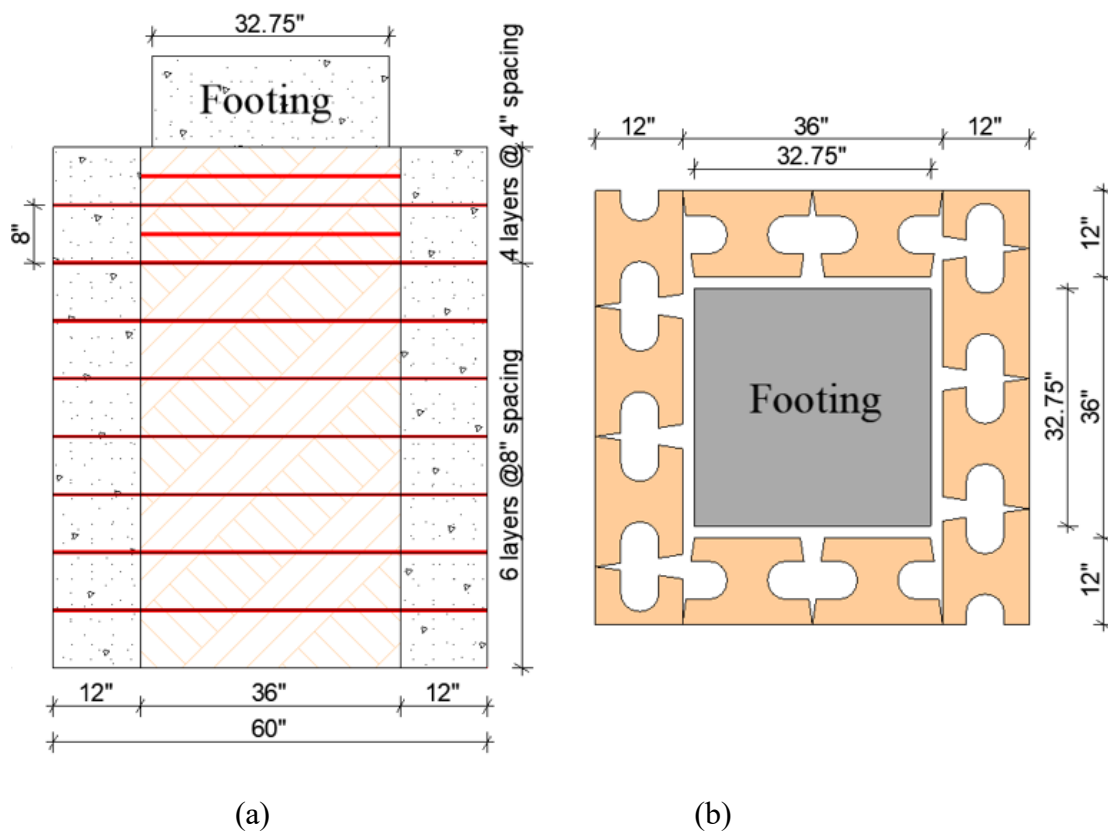 32.75"
Footing
4 layers @ 4" spacing
8"
6 layers @8" spacing
12"
36"
12"
60"
(a)
12"
36"
12"
32.75"
12"
Footing
32.75"
36"
12"
(b)